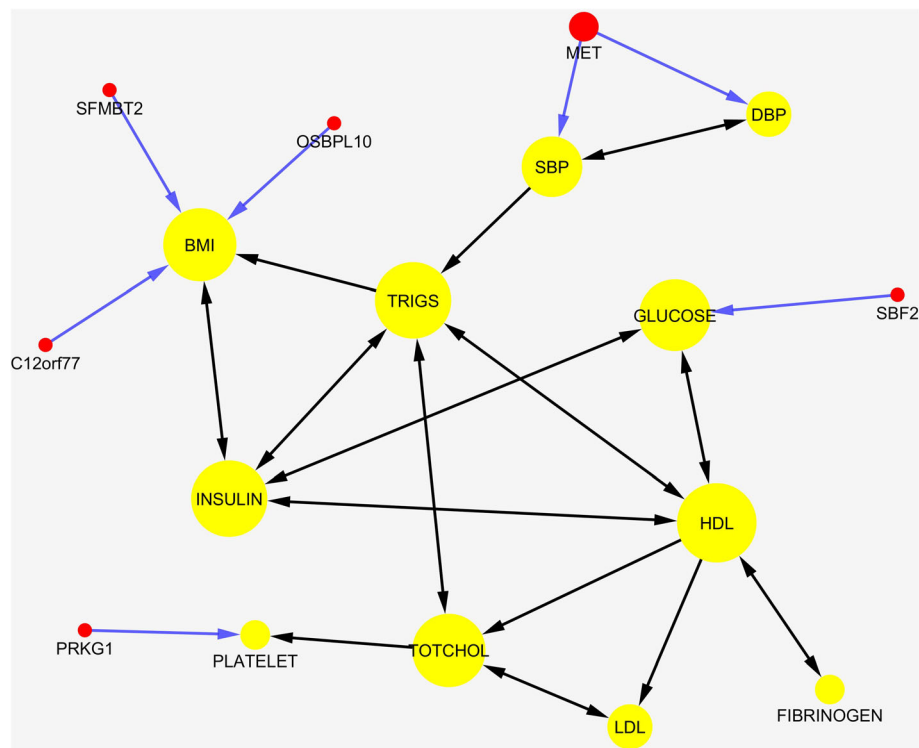 MET
SFMBT2
DBP
OSBPL10
SBP
BMI
TRIGS
SBF2
GLUCOSE
C12orf77
INSULIN
HDL
PRKG1
TOTCHOL
PLATELET
FIBRINOGEN
LDL